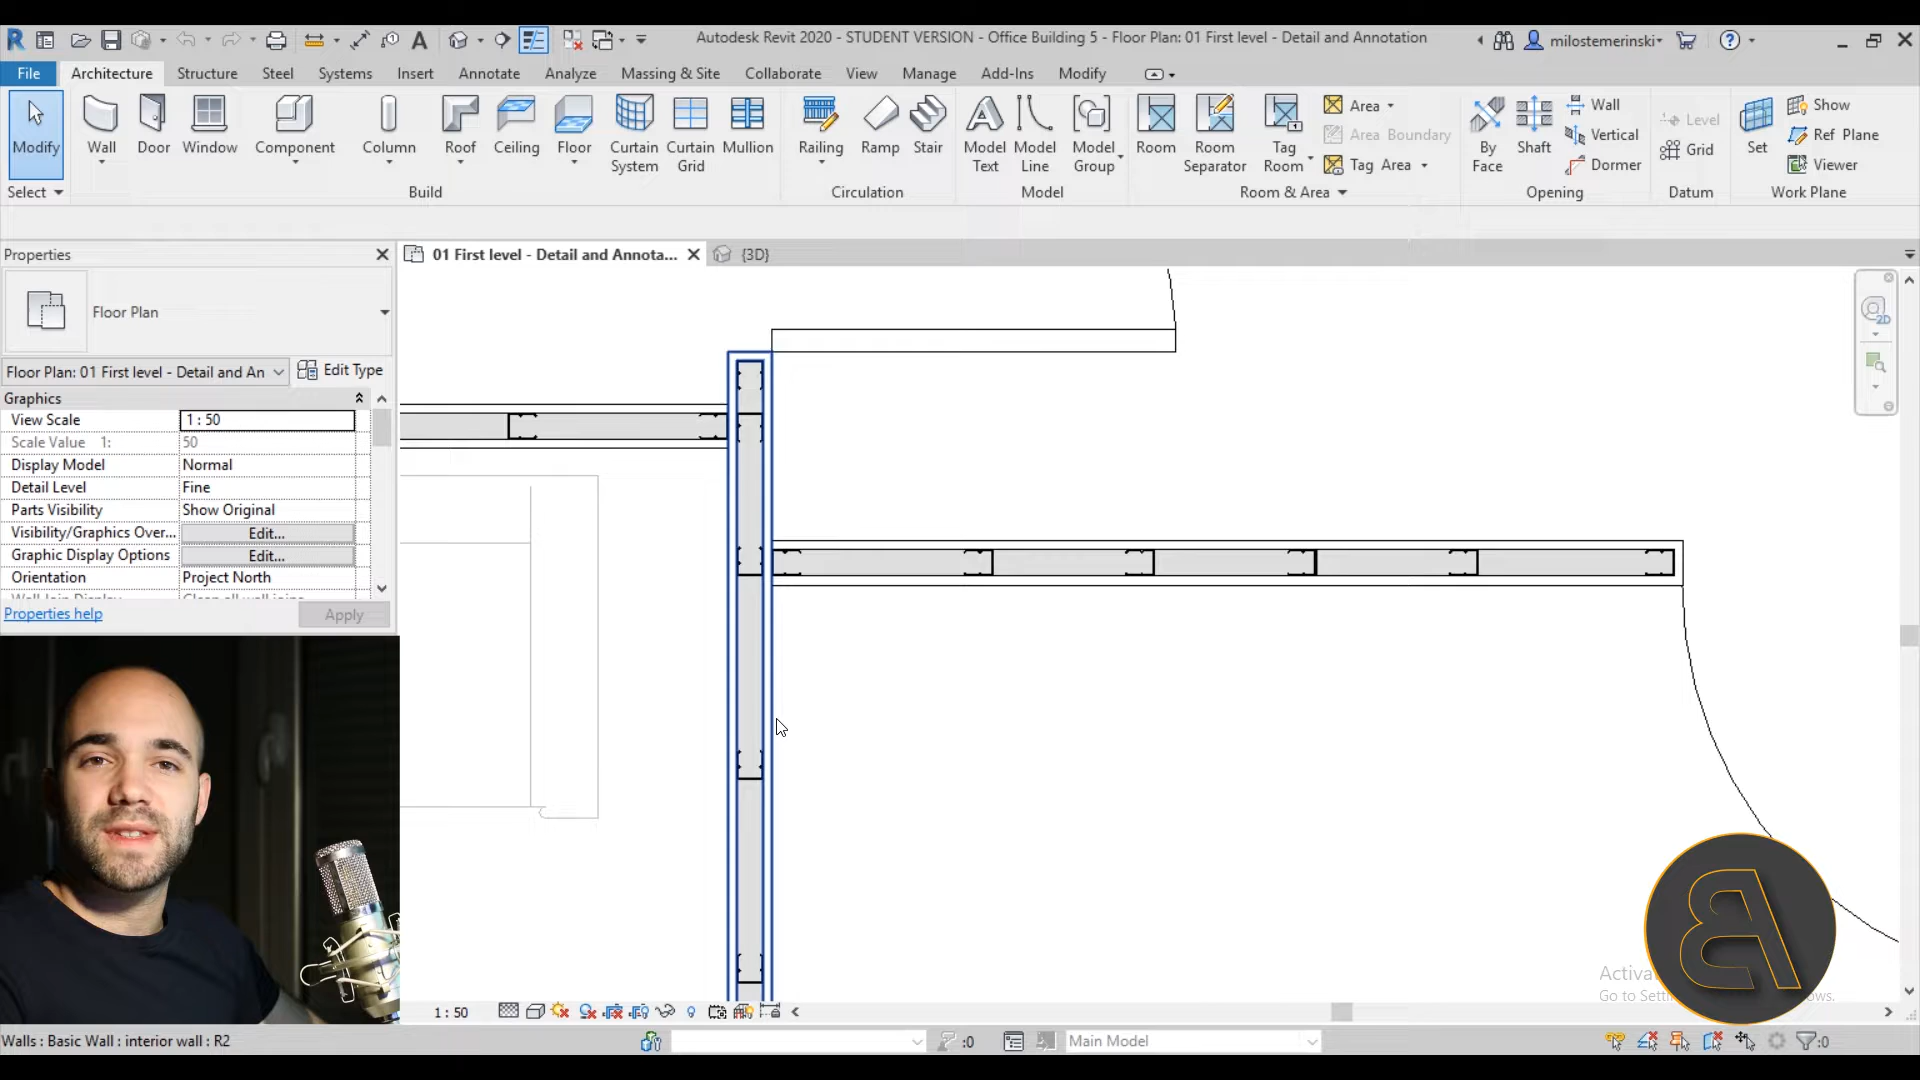 Autodesk Revit 2020 - STUDENT VERSION - Office Building 5 - Floor Plan: 01 First level - Detail and Annotation
milostemerinski
File
Architecture
Structure
Steel
Systems
Insert
Annotate
Analyze
Massing & Site
Collaborate
View
Manage
Add-Ins
Modify
Modify
Wall
Door
Window
Component
Column
Roof
Ceiling
Floor
Curtain
System
Curtain
Grid
Mullion
Railing
Ramp
Stair
Model
Text
Model
Line
Model
Group
Room
Room
Separator
Tag
Room
Area
Area Boundary
Tag Area
By
Face
Shaft
Wall
Vertical
Dormer
Level
Grid
Set
Show
Ref Plane
Viewer
Select
Build
Circulation
Model
Room & Area
Opening
Datum
Work Plane
Properties
01 First level - Detail and Annota...
{3D}
Floor Plan
Floor Plan: 01 First level - Detail and An
Edit Type
Graphics
View Scale
1 : 50
Scale Value 1:
50
Display Model
Normal
Detail Level
Fine
Parts Visibility
Show Original
Visibility/Graphics Over...
Edit...
Graphic Display Options
Edit...
Orientation
Project North
Properties help
Apply
2D
1 : 50
Walls : Basic Wall : interior wall : R2
:0
Main Model
:0